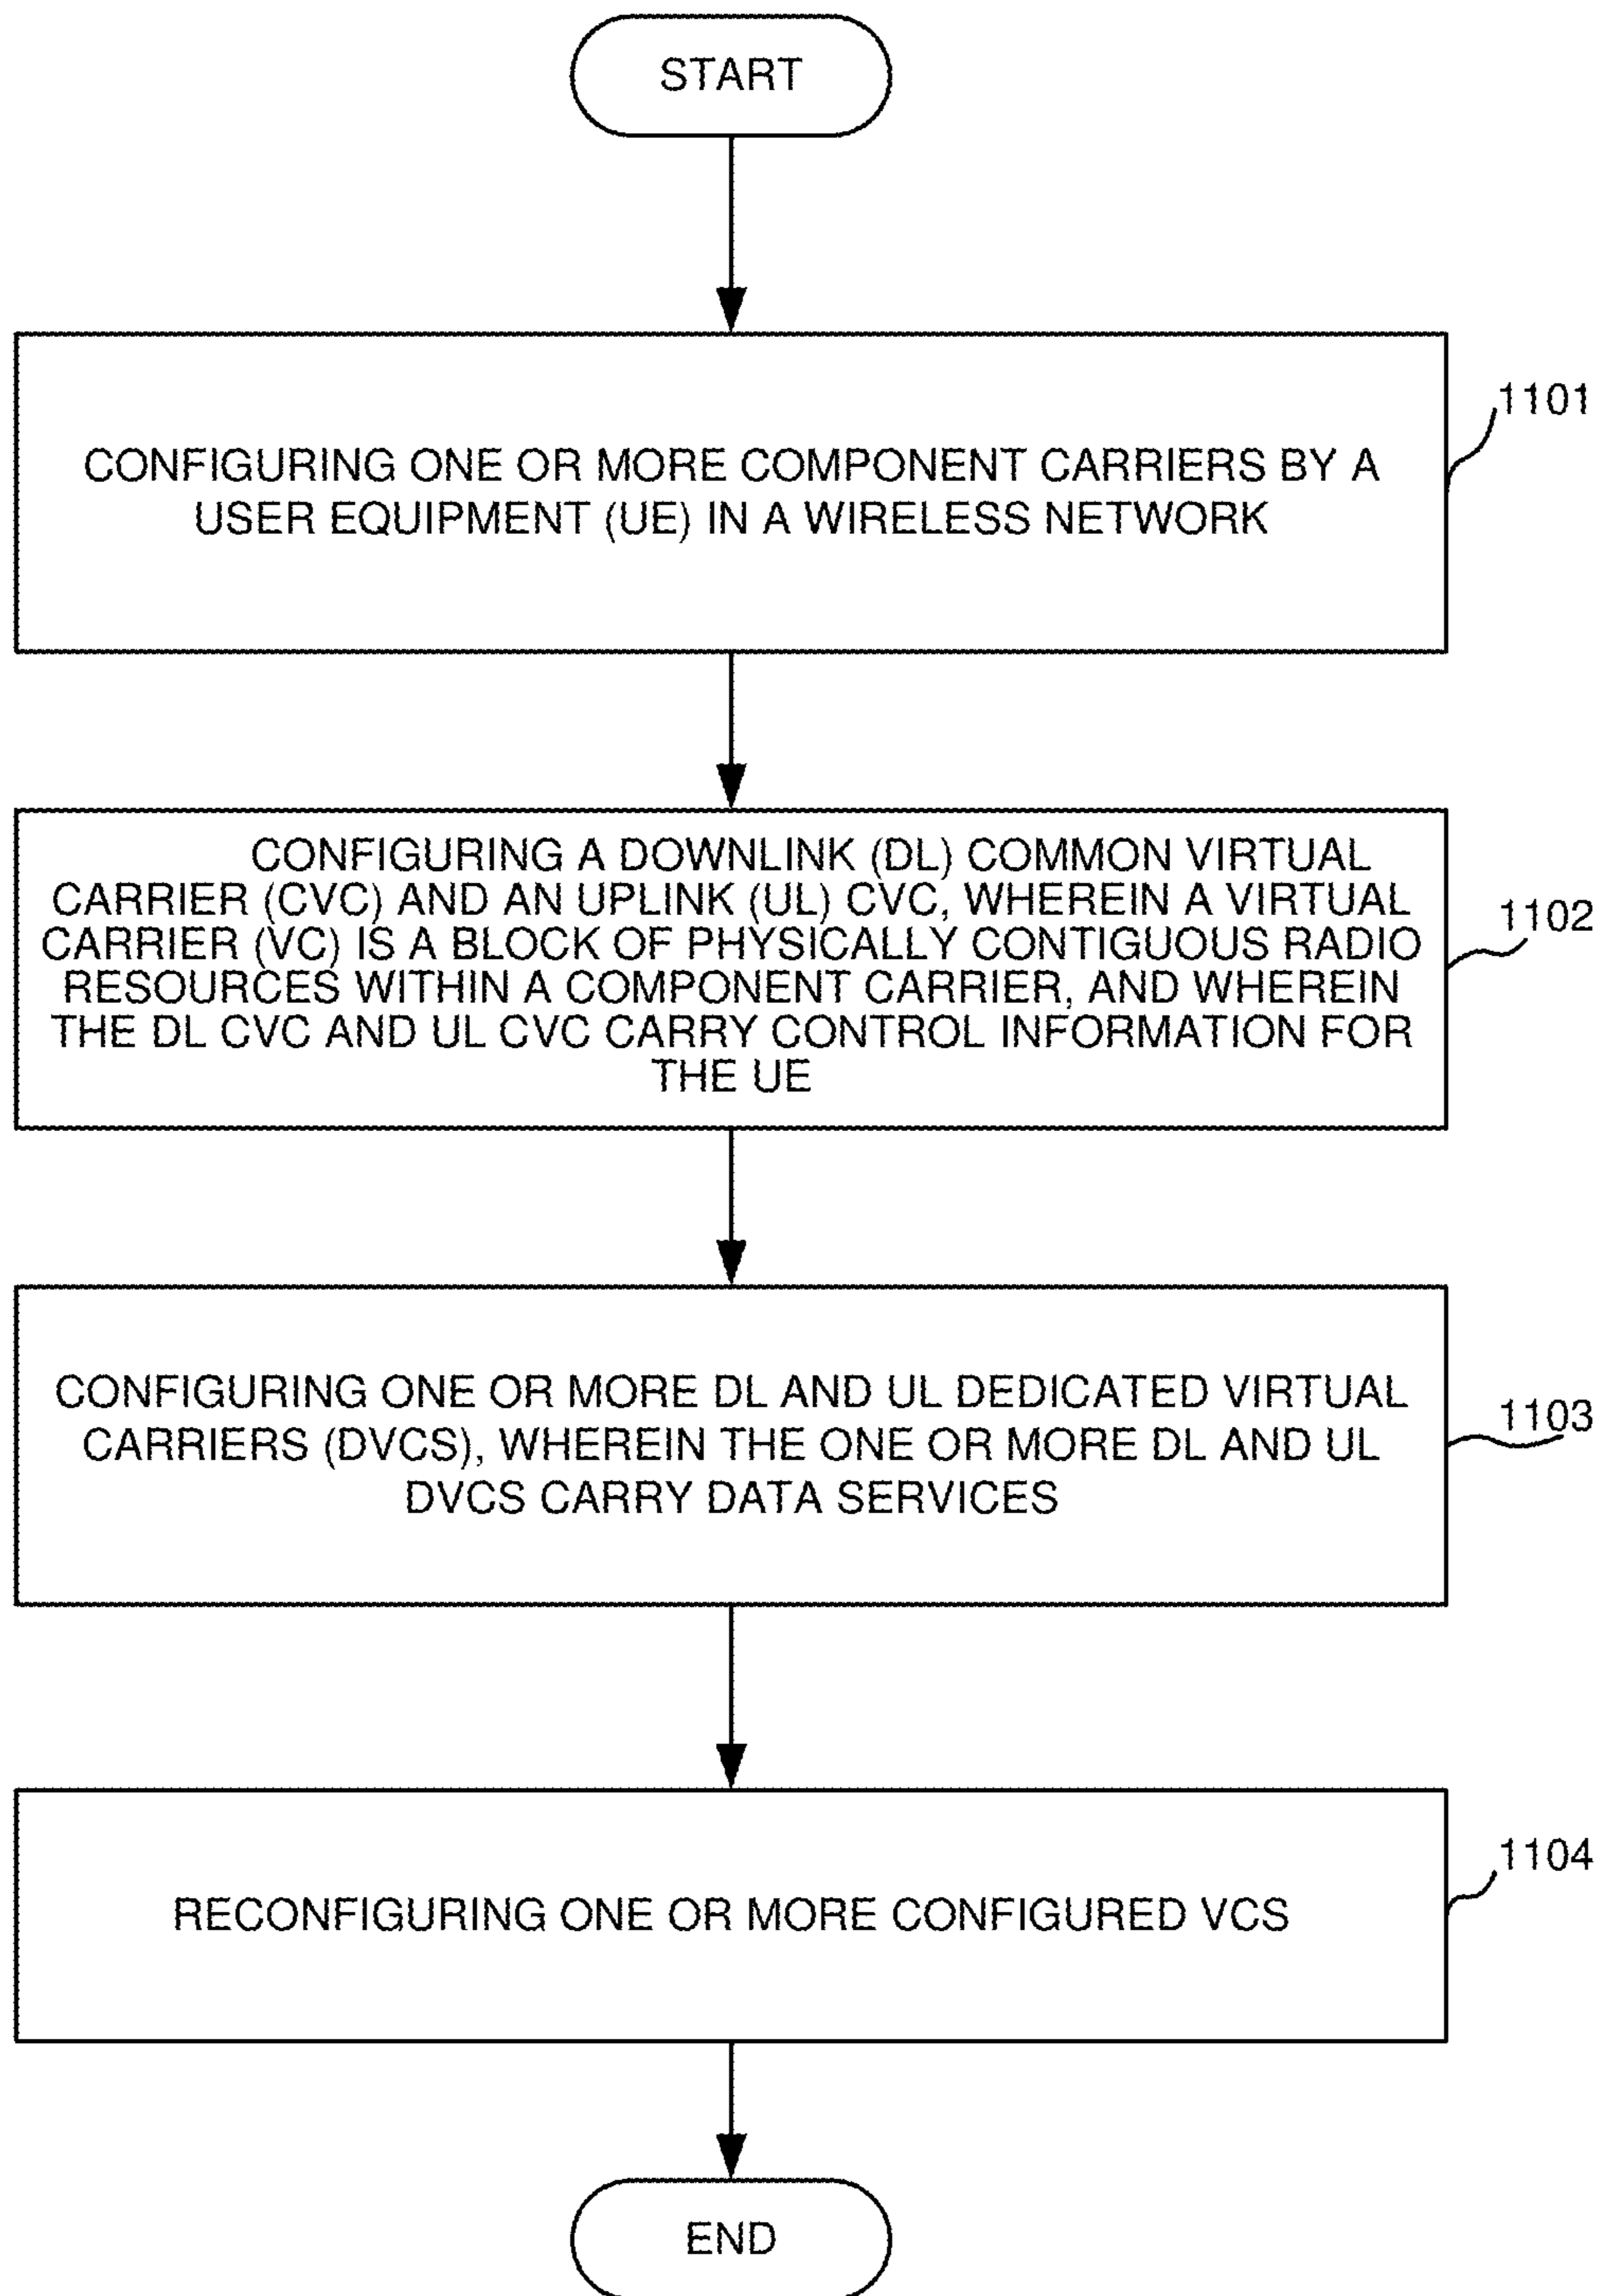 START
1101
CONFIGURING ONE OR MORE COMPONENT CARRIERS BY A
USER EQUIPMENT (UE) IN A WIRELESS NETWORK
CONFIGURING A DOWNLINK (DL) COMMON VIRTUAL
CARRIER (CVC) AND AN UPLINK (UL) CVC, WHEREIN A VIRTUAL
CARRIER (VC) IS A BLOCK OF PHYSICALLY CONTIGUOUS RADIO
RESOURCES WITHIN A COMPONENT CARRIER, AND WHEREIN
THE DL CVC AND UL CVC CARRY CONTROL INFORMATION FOR
THE UE
1102
CONFIGURING ONE OR MORE DL AND UL DEDICATED VIRTUAL
CARRIERS (DVCS), WHEREIN THE ONE OR MORE DL AND UL
DVCS CARRY DATA SERVICES
1103
1104
RECONFIGURING ONE OR MORE CONFIGURED VCS
END